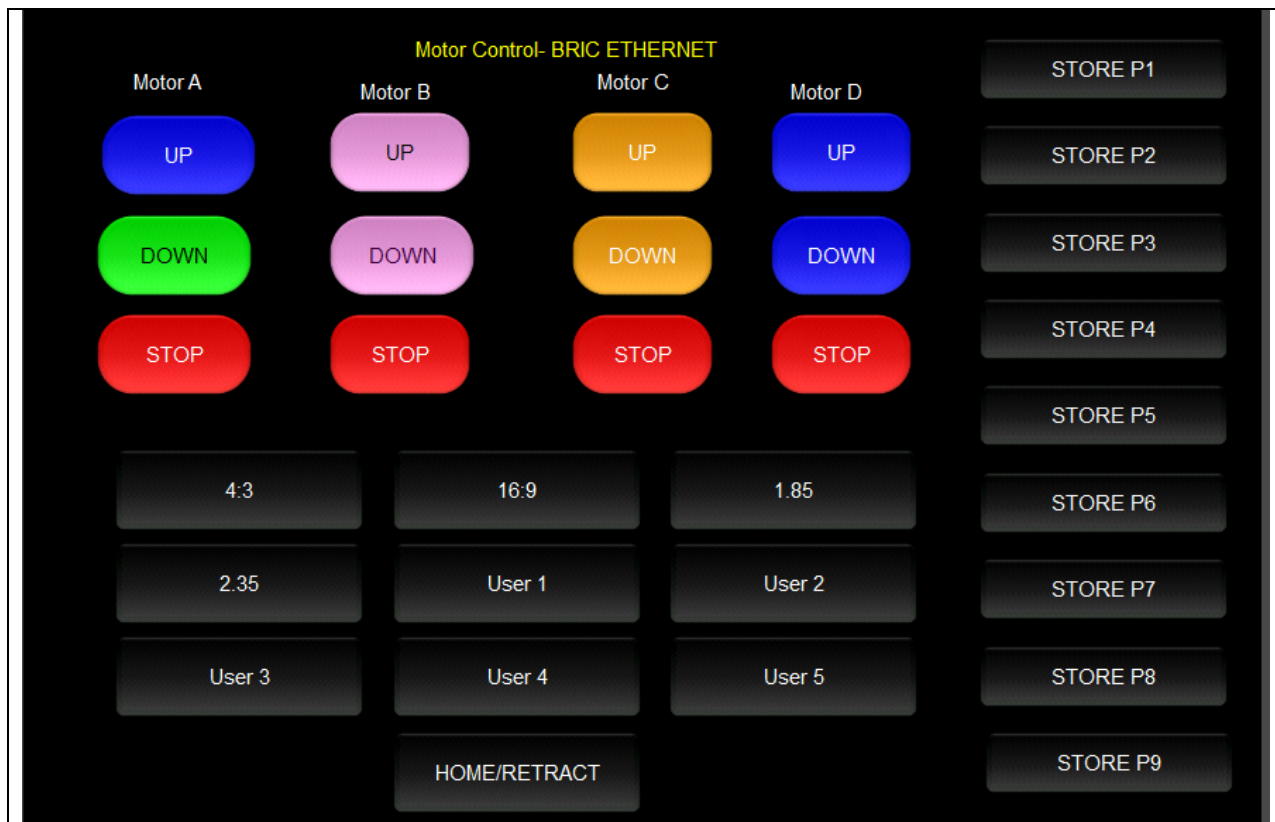 Motor Control- BRIC ETHERNET
Motor A
Motor B
Motor C
Motor D
UP
UP
UP
UP
DOWN
DOWN
DOWN
DOWN
STOP
STOP
STOP
STOP
4:3
16:9
1.85
2.35
User 1
User 2
User 3
User 4
User 5
HOME/RETRACT
STORE P1
STORE P2
STORE P3
STORE P4
STORE P5
STORE P6
STORE P7
STORE P8
STORE P9